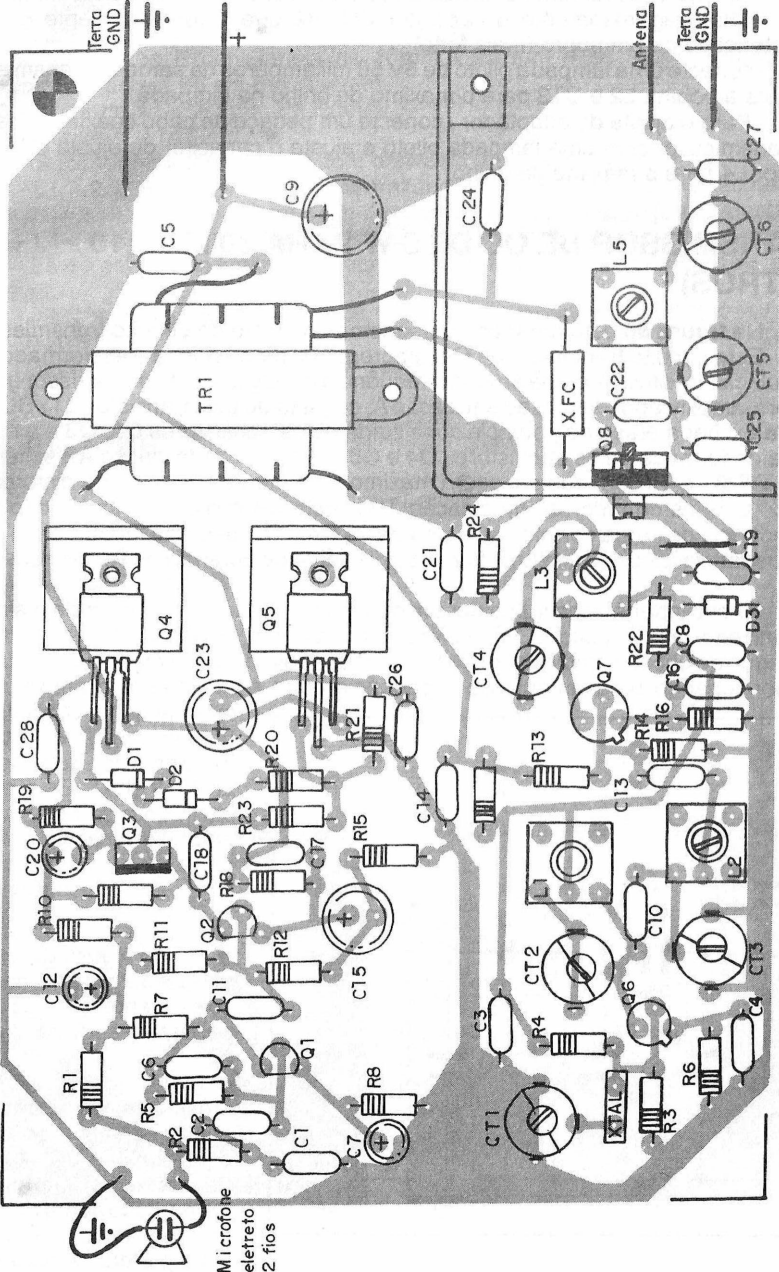 Terra
GND
+
C5
C9
TR1
Antena
Terra
GND
C24
C27
CT6
L5
XFC
CT5
C22
C25
Q8
Q4
Q5
C21
R24
L3
C19
C28
C23
R21
C26
CT4
R22
D3
C8
Q7
C16
R16
R14
D1
D2
R20
R19
C20
Q3
R23
C18
R18
C17
R15
C14
R13
C13
L1
L2
R10
C12
R11
Q2
R12
C15
C10
CT2
CT3
R7
C11
C3
R4
Q6
C4
R1
C6
R5
Q1
R8
R6
R2
C2
C1
C7
CT1
XTAL
R3
Microfone
eletreto
2 fios